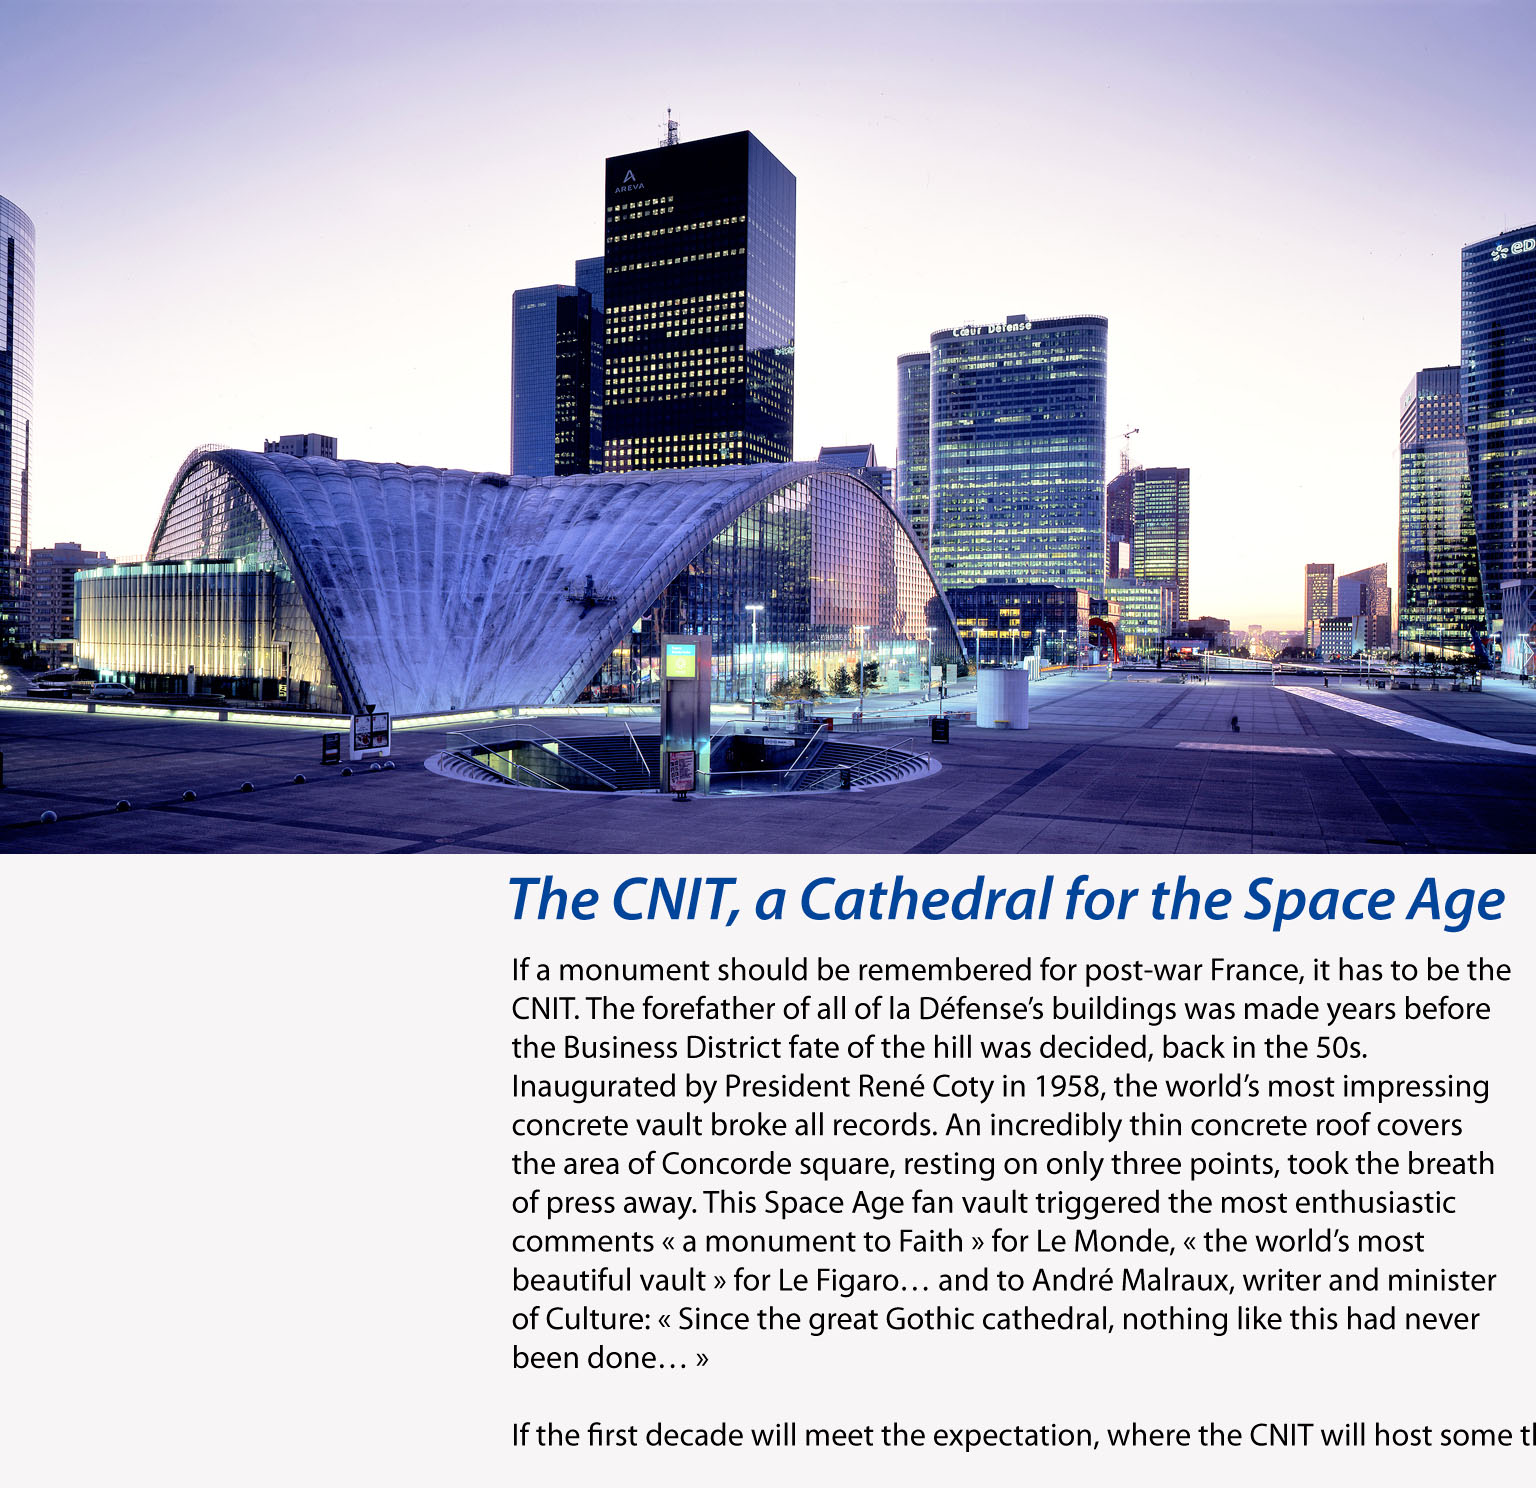 AREVA
Cœur Défense
eD
The CNIT, a Cathedral for the Space Age
If a monument should be remembered for post-war France, it has to be the
CNIT. The forefather of all of la Défense’s buildings was made years before
the Business District fate of the hill was decided, back in the 50s.
Inaugurated by President René Coty in 1958, the world’s most impressing
concrete vault broke all records. An incredibly thin concrete roof covers
the area of Concorde square, resting on only three points, took the breath
of press away. This Space Age fan vault triggered the most enthusiastic
comments « a monument to Faith » for Le Monde, « the world’s most
beautiful vault » for Le Figaro… and to André Malraux, writer and minister
of Culture: « Since the great Gothic cathedral, nothing like this had never
been done… »
If the first decade will meet the expectation, where the CNIT will host some